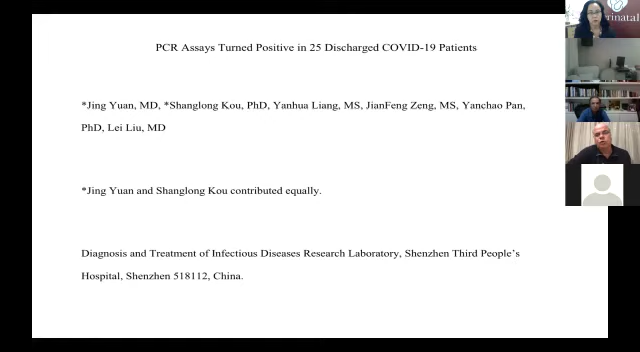 PCR Assays Turned Positive in 25 Discharged COVID-19 Patients
*Jing Yuan, MD, *Shanglong Kou, PhD, Yanhua Liang, MS, JianFeng Zeng, MS, Yanchao Pan,
PhD, Lei Liu, MD
*Jing Yuan and Shanglong Kou contributed equally.
Diagnosis and Treatment of Infectious Diseases Research Laboratory, Shenzhen Third People's
Hospital, Shenzhen 518112, China.